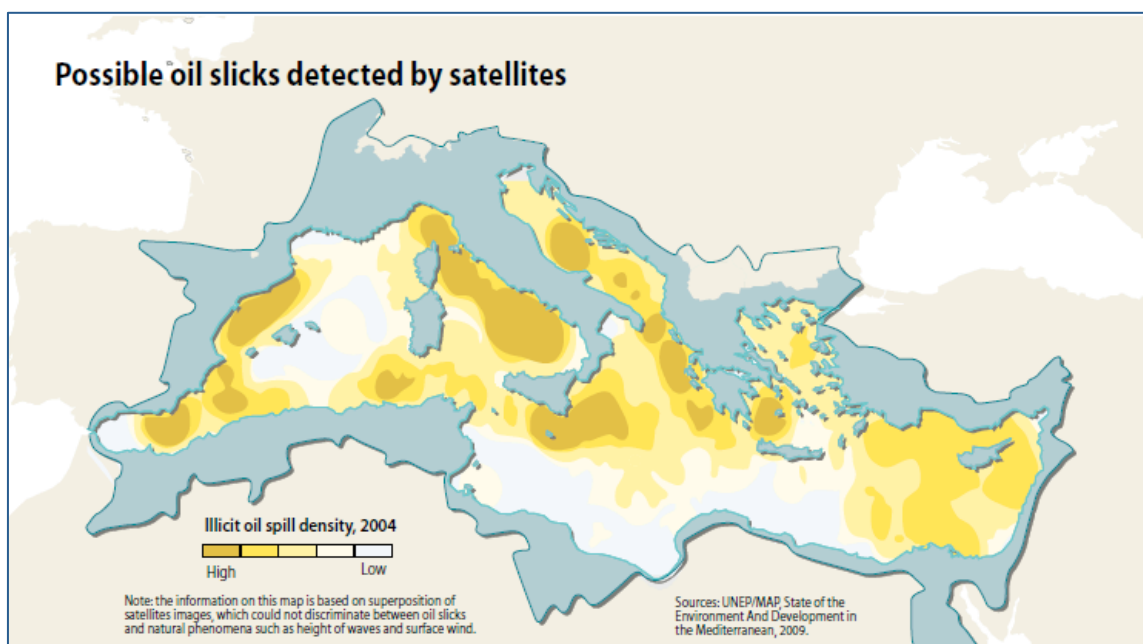 Possible oil slicks detected by satellites
Illicit oil spill density, 2004
High
Low
Note: the information on this map is based on superposition of
satellites images, which could not discriminate between oil slicks
and natural phenomena such as height of waves and surface wind.
Sources: UNEP/MAP, State of the
Environment And Development in
the Mediterranean, 2009.